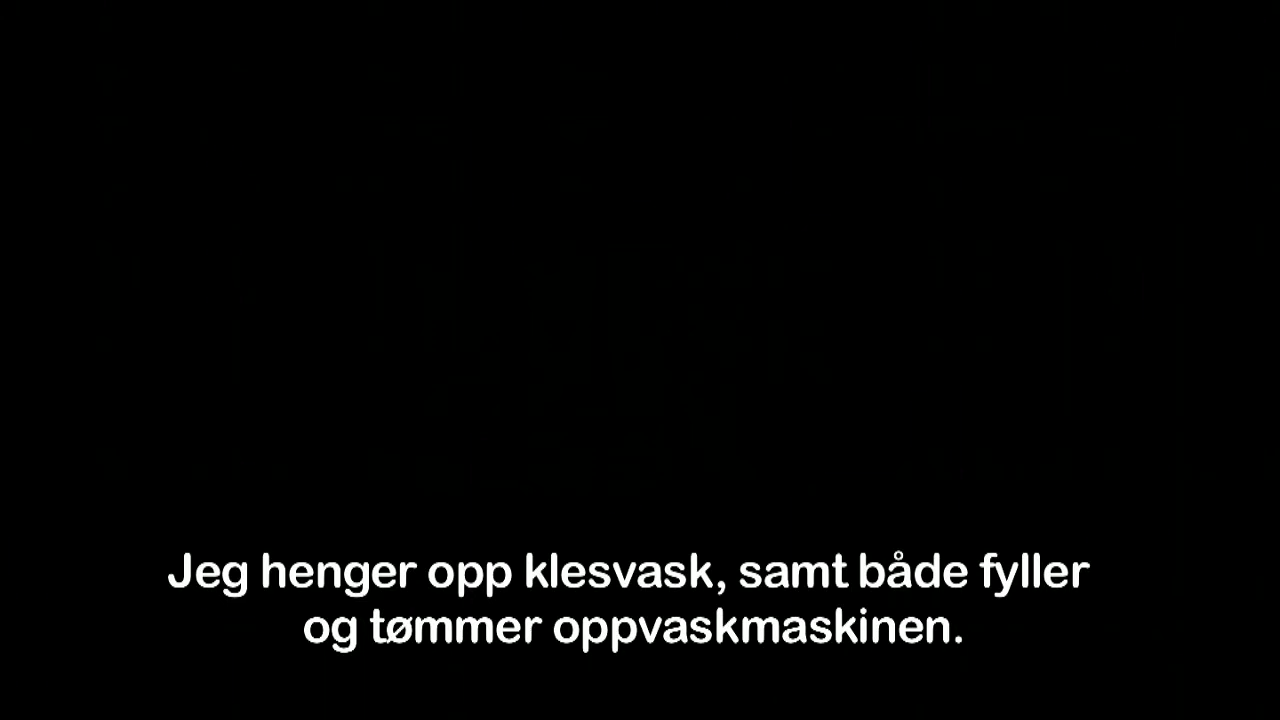 Jeg henger opp klesvask, samt både fyller
og tømmer oppvaskmaskinen.